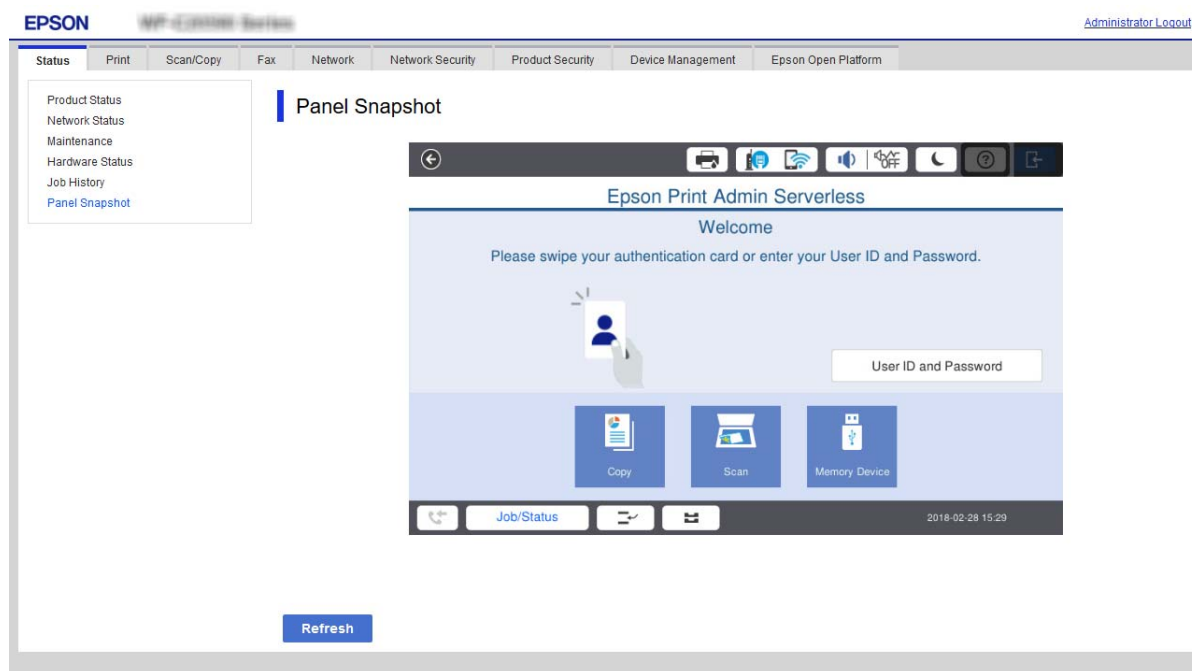 EPSON
Administrator Logout
Status Print Scan/Copy Fax Network Network Security Product Security Device Management Epson Open Platform
Product Status
Network Status
Maintenance
Hardware Status
Job History
Panel Snapshot
Panel Snapshot
OFF
Epson Print Admin Serverless
Welcome
Please swipe your authentication card or enter your User ID and Password.
User ID and Password
Copy Scan Memory Device
Job/Status
2018-02-28 15:29
Refresh